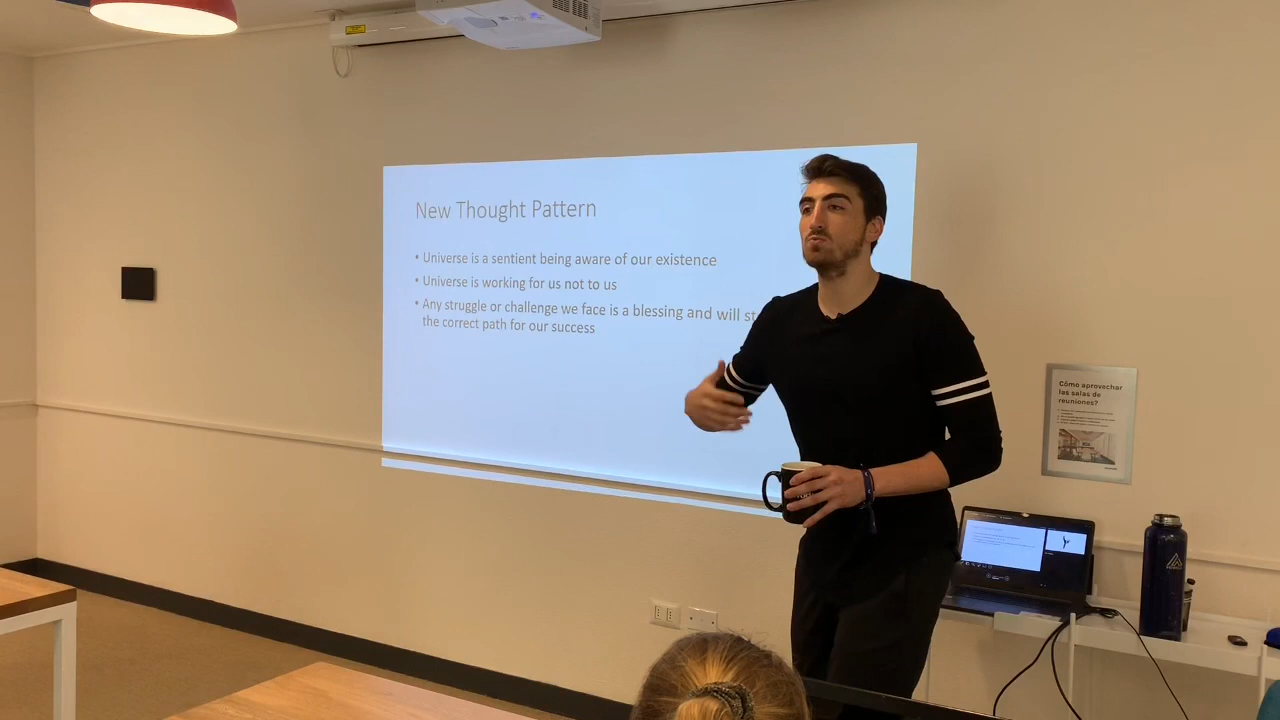 New Thought Pattern
• Universe is a sentient being aware of our existence
• Universe is working for us not to us
• Any struggle or challenge we face is a blessing and will
the correct path for our success
Cómo aprovechar
las salas de
reuniones?